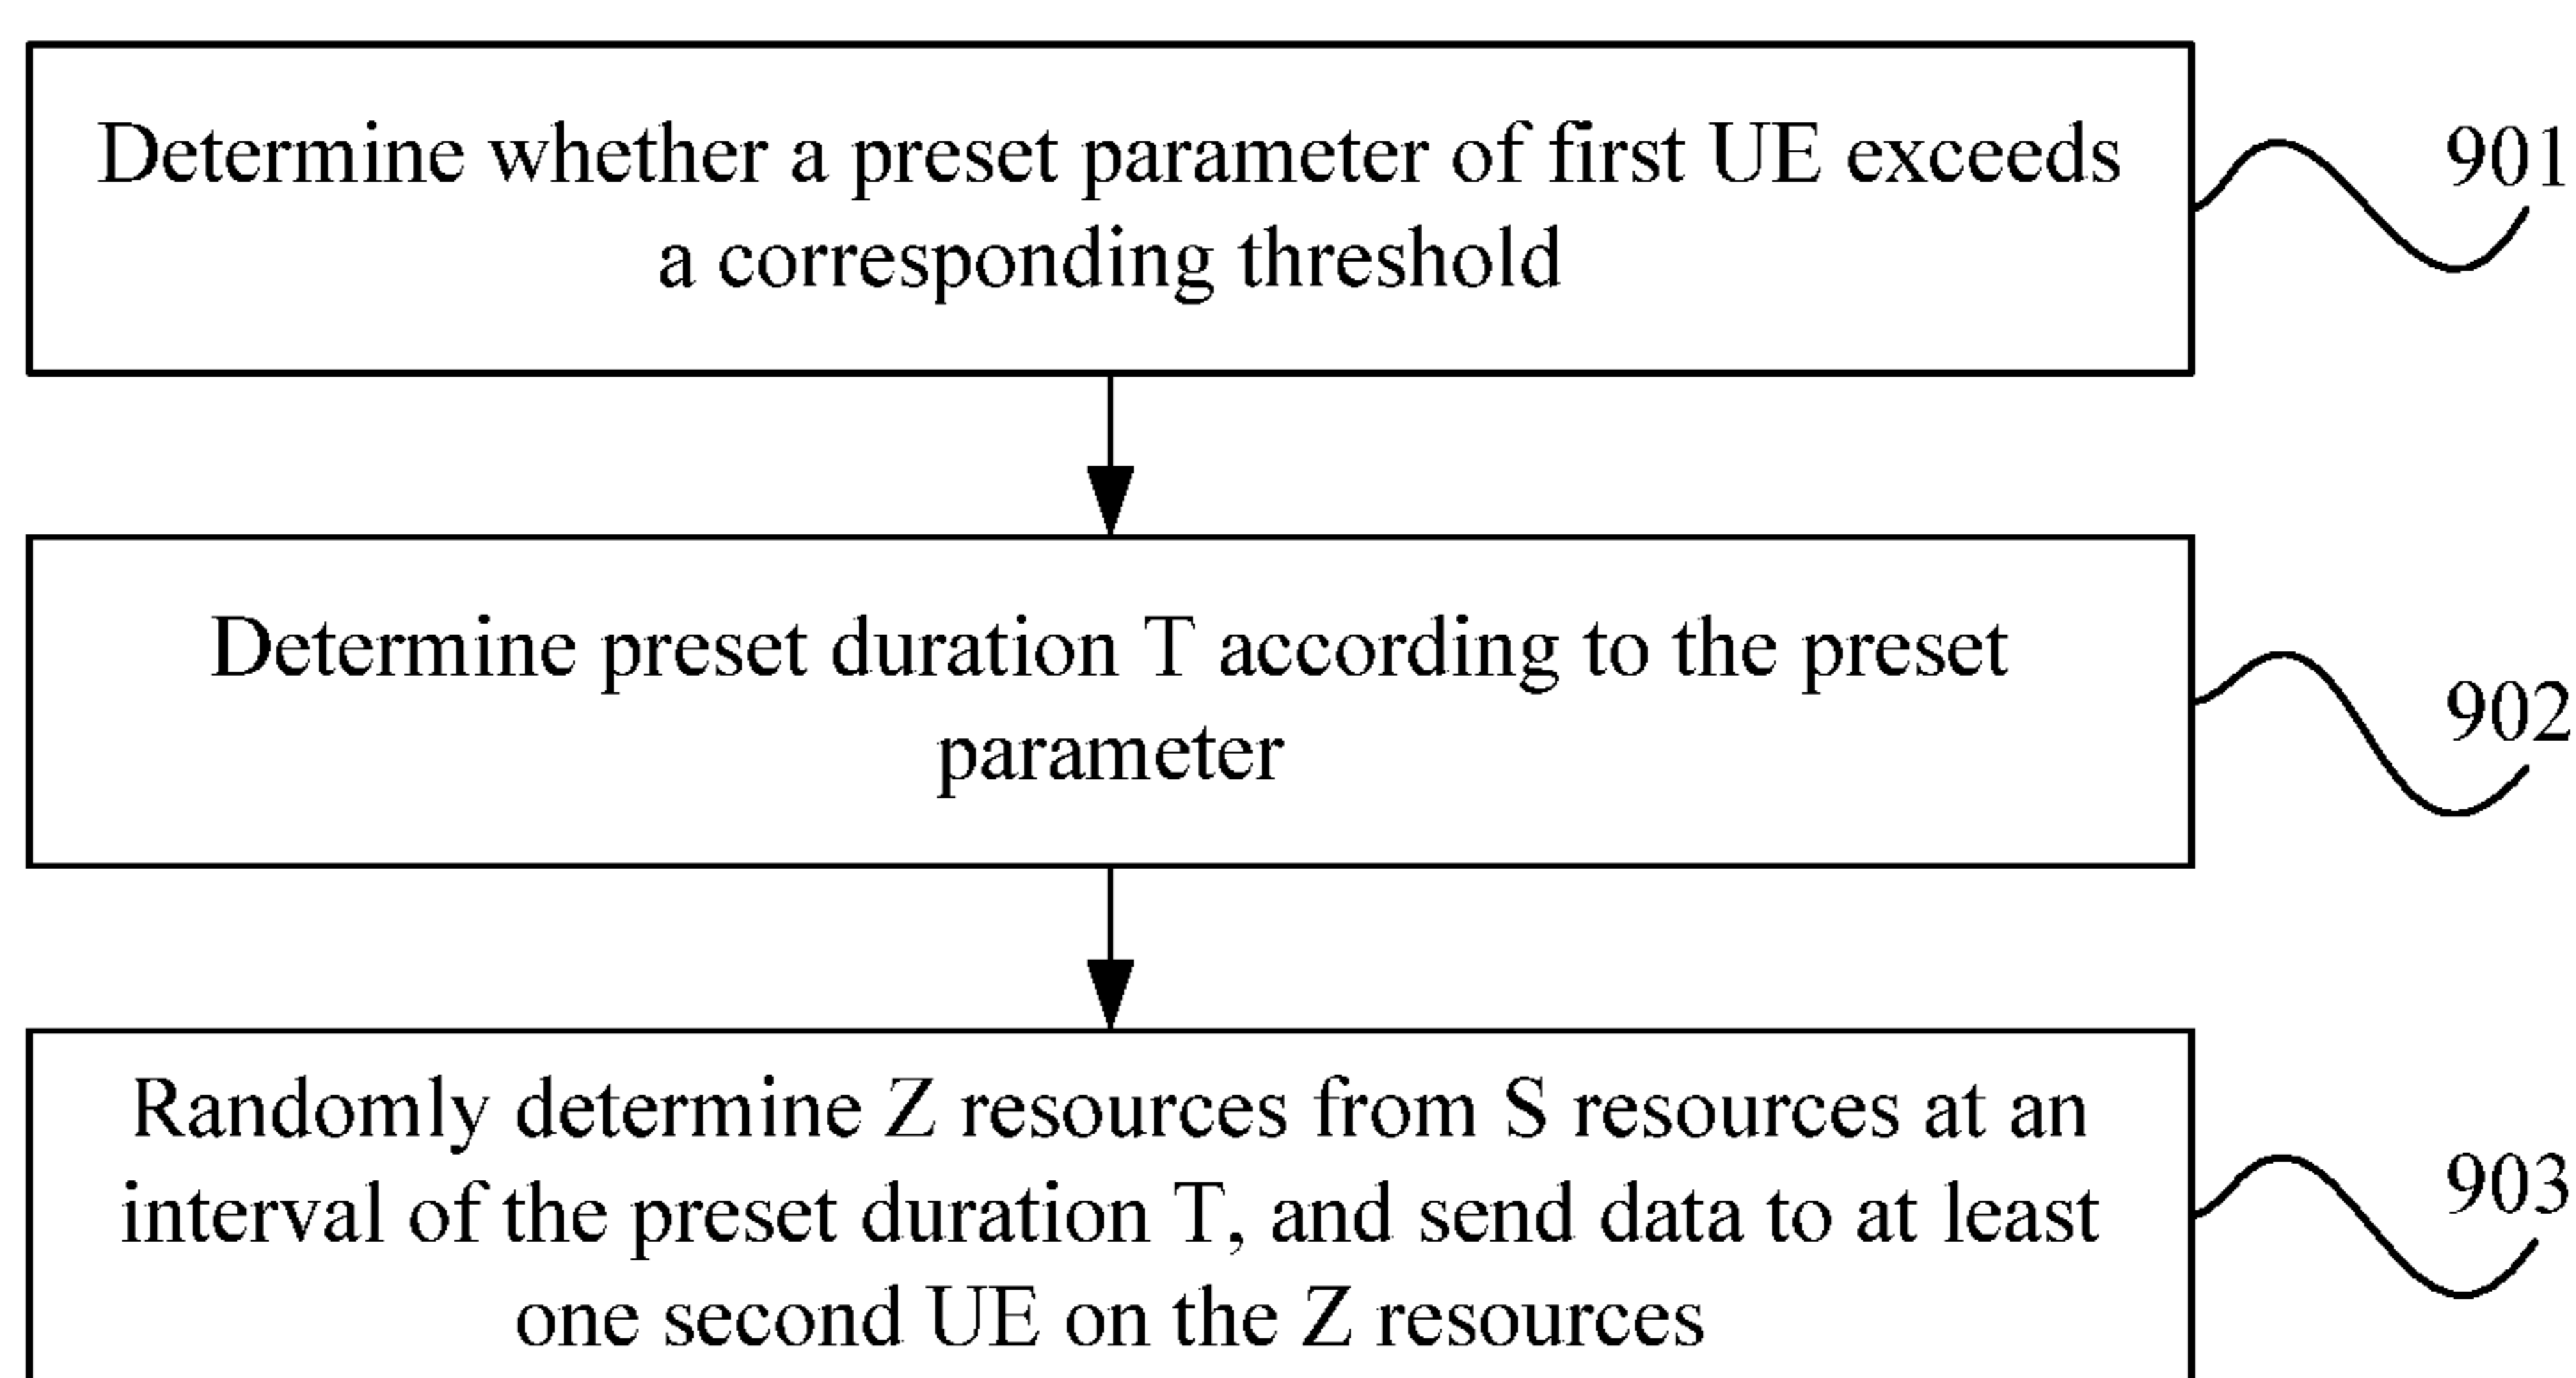 Determine whether a preset parameter of first UE exceeds
a corresponding threshold
901
Determine preset duration T according to the preset
parameter
902
Randomly determine Z resources from S resources at an
interval of the preset duration T, and send data to at least
one second UE on the Z resources
903